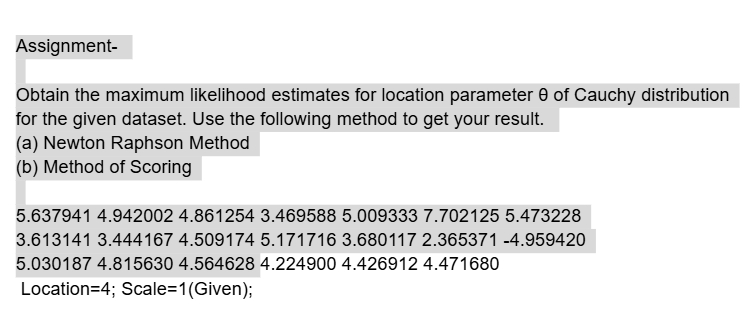 Assignment-
Obtain the maximum likelihood estimates for location parameter θ of Cauchy distribution
for the given dataset. Use the following method to get your result.
(a) Newton Raphson Method
(b) Method of Scoring
5.637941 4.942002 4.861254 3.469588 5.009333 7.702125 5.473228
3.613141 3.444167 4.509174 5.171716 3.680117 2.365371 -4.959420
5.030187 4.815630 4.564628 4.224900 4.426912 4.471680
Location=4; Scale=1(Given);